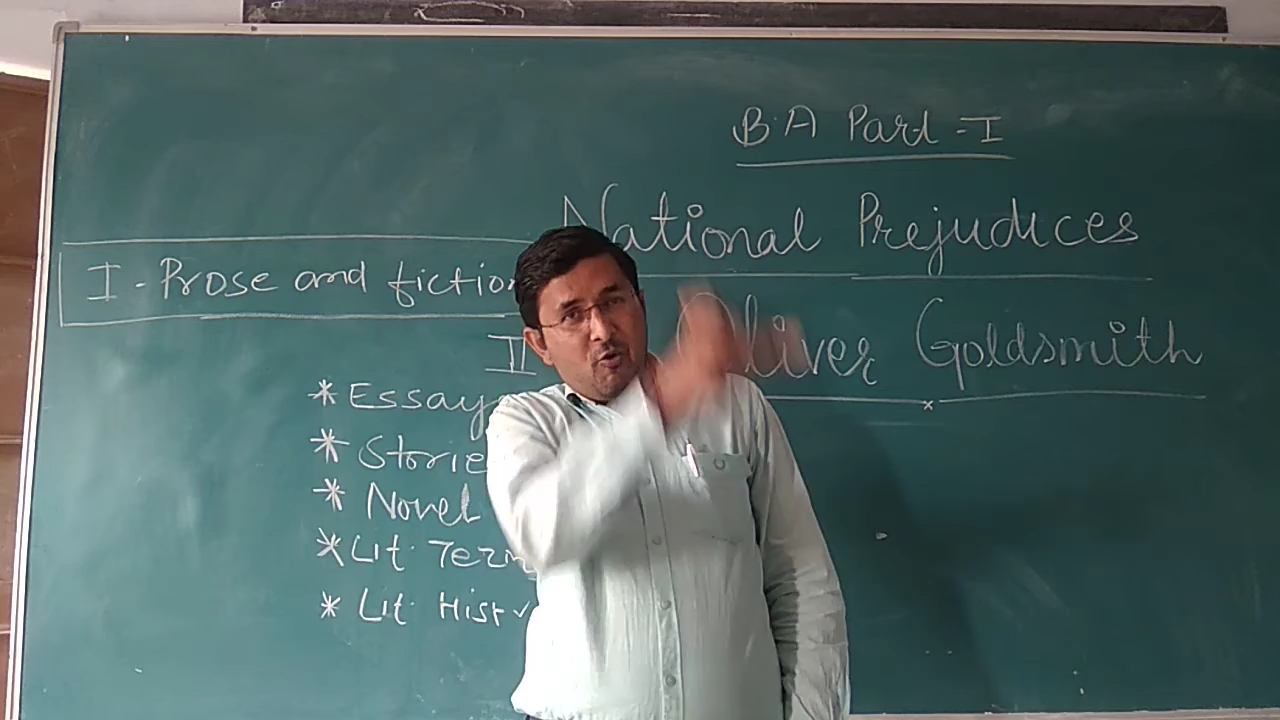 B.A Part-I
National Prejudices
I - Prose and fiction
Oliver Goldsmith
II
* Essay
* Storie
* Novel
* Lit. Term
* Lit Hist